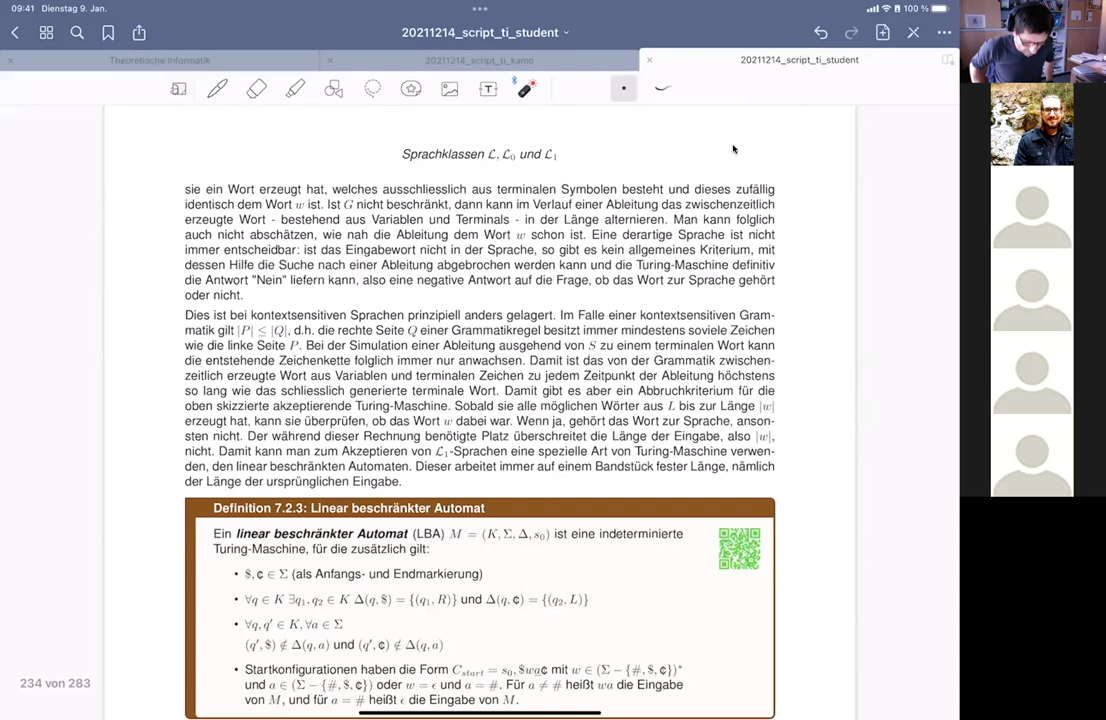 09:41 Dienstag 9. Jan.
100 %
20211214_script_ti_student
Theoretische Informatik
20211214_script_ti_kamo
20211214_script_ti_student
T
Sprachklassen ℒ, ℒ₀ und ℒ₁
sie ein Wort erzeugt hat, welches ausschliesslich aus terminalen Symbolen besteht und dieses zufällig
identisch dem Wort w ist. Ist G nicht beschränkt, dann kann im Verlauf einer Ableitung das zwischenzeitlich
erzeugte Wort - bestehend aus Variablen und Terminals - in der Länge alternieren. Man kann folglich
auch nicht abschätzen, wie nah die Ableitung dem Wort w schon ist. Eine derartige Sprache ist nicht
immer entscheidbar: ist das Eingabewort nicht in der Sprache, so gibt es kein allgemeines Kriterium, mit
dessen Hilfe die Suche nach einer Ableitung abgebrochen werden kann und die Turing-Maschine definitiv
die Antwort "Nein" liefern kann, also eine negative Antwort auf die Frage, ob das Wort zur Sprache gehört
oder nicht.
Dies ist bei kontextsensitiven Sprachen prinzipiell anders gelagert. Im Falle einer kontextsensitiven Gram-
matik gilt |P| ≤ |Q|, d.h. die rechte Seite Q einer Grammatikregel besitzt immer mindestens soviele Zeichen
wie die linke Seite P. Bei der Simulation einer Ableitung ausgehend von S zu einem terminalen Wort kann
die entstehende Zeichenkette folglich immer nur anwachsen. Damit ist das von der Grammatik zwischen-
zeitlich erzeugte Wort aus Variablen und terminalen Zeichen zu jedem Zeitpunkt der Ableitung höchstens
so lang wie das schliesslich generierte terminale Wort. Damit gibt es aber ein Abbruchkriterium für die
oben skizzierte akzeptierende Turing-Maschine. Sobald sie alle möglichen Wörter aus L bis zur Länge |w|
erzeugt hat, kann sie überprüfen, ob das Wort w dabei war. Wenn ja, gehört das Wort zur Sprache, anson-
sten nicht. Der während dieser Rechnung benötigte Platz überschreitet die Länge der Eingabe, also |w|,
nicht. Damit kann man zum Akzeptieren von ℒ₁-Sprachen eine spezielle Art von Turing-Maschine verwen-
den, den linear beschränkten Automaten. Dieser arbeitet immer auf einem Bandstück fester Länge, nämlich
der Länge der ursprünglichen Eingabe.
Definition 7.2.3: Linear beschränkter Automat
Ein linear beschränkter Automat (LBA) M = (K, Σ, Δ, s₀) ist eine indeterminierte
Turing-Maschine, für die zusätzlich gilt:
• $, ¢ ∈ Σ (als Anfangs- und Endmarkierung)
• ∀q ∈ K ∃q₁, q₂ ∈ K Δ(q, $) = {(q₁, R)} und Δ(q, ¢) = {(q₂, L)}
• ∀q, q' ∈ K, ∀a ∈ Σ
(q', $) ∉ Δ(q, a) und (q', ¢) ∉ Δ(q, a)
• Startkonfigurationen haben die Form C_start = s₀, $wa̲¢ mit w ∈ (Σ − {#, $, ¢})*
und a ∈ (Σ − {#, $, ¢}) oder w = ϵ und a = #. Für a ≠ # heißt wa die Eingabe
von M, und für a = # heißt ϵ die Eingabe von M.
234 von 283